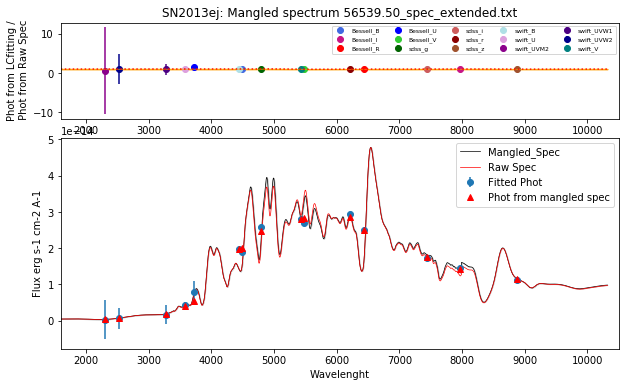 SN2013ej: Mangled spectrum 56539.50_spec_extended.txt
Phot from LCfitting /
Phot from Raw Spec
10
0
−10
Bessell_B
Bessell_I
Bessell_R
Bessell_U
Bessell_V
sdss_g
sdss_i
sdss_r
sdss_z
swift_B
swift_U
swift_UVM2
swift_UVW1
swift_UVW2
swift_V
2000 3000 4000 5000 6000 7000 8000 9000 10000
1e−14
Flux erg s-1 cm-2 A-1
5
4
3
2
1
0
Mangled_Spec
Raw Spec
Fitted Phot
Phot from mangled spec
2000 3000 4000 5000 6000 7000 8000 9000 10000
Wavelenght